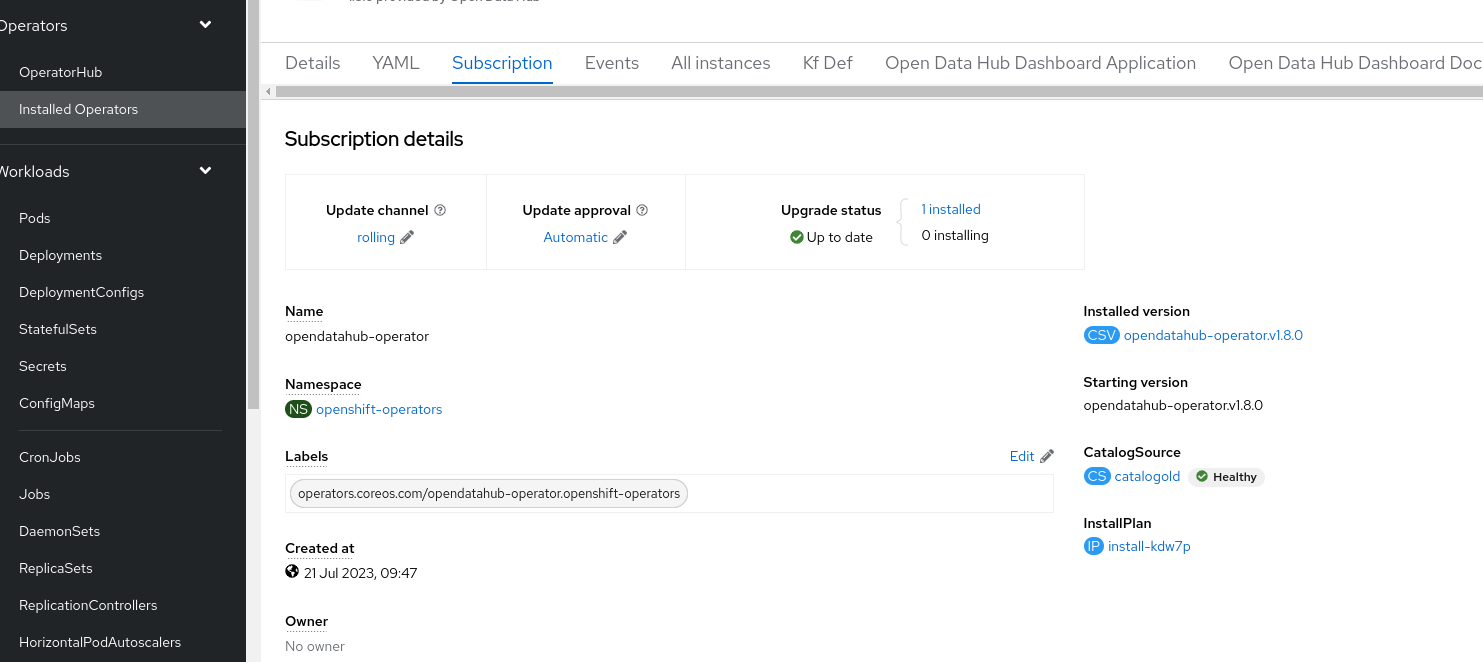 Operators
OperatorHub
Installed Operators
Workloads
Pods
Deployments
DeploymentConfigs
StatefulSets
Secrets
ConfigMaps
CronJobs
Jobs
DaemonSets
ReplicaSets
ReplicationControllers
HorizontalPodAutoscalers
Details YAML Subscription Events All instances Kf Def Open Data Hub Dashboard Application Open Data Hub Dashboard Doc
Subscription details
Update channel
rolling
Update approval
Automatic
Upgrade status
Up to date
1 installed
0 installing
Name
opendatahub-operator
Namespace
NS openshift-operators
Labels
Edit
operators.coreos.com/opendatahub-operator.openshift-operators
Created at
21 Jul 2023, 09:47
Owner
No owner
Installed version
CSV opendatahub-operator.v1.8.0
Starting version
opendatahub-operator.v1.8.0
CatalogSource
CS catalogold Healthy
InstallPlan
IP install-kdw7p